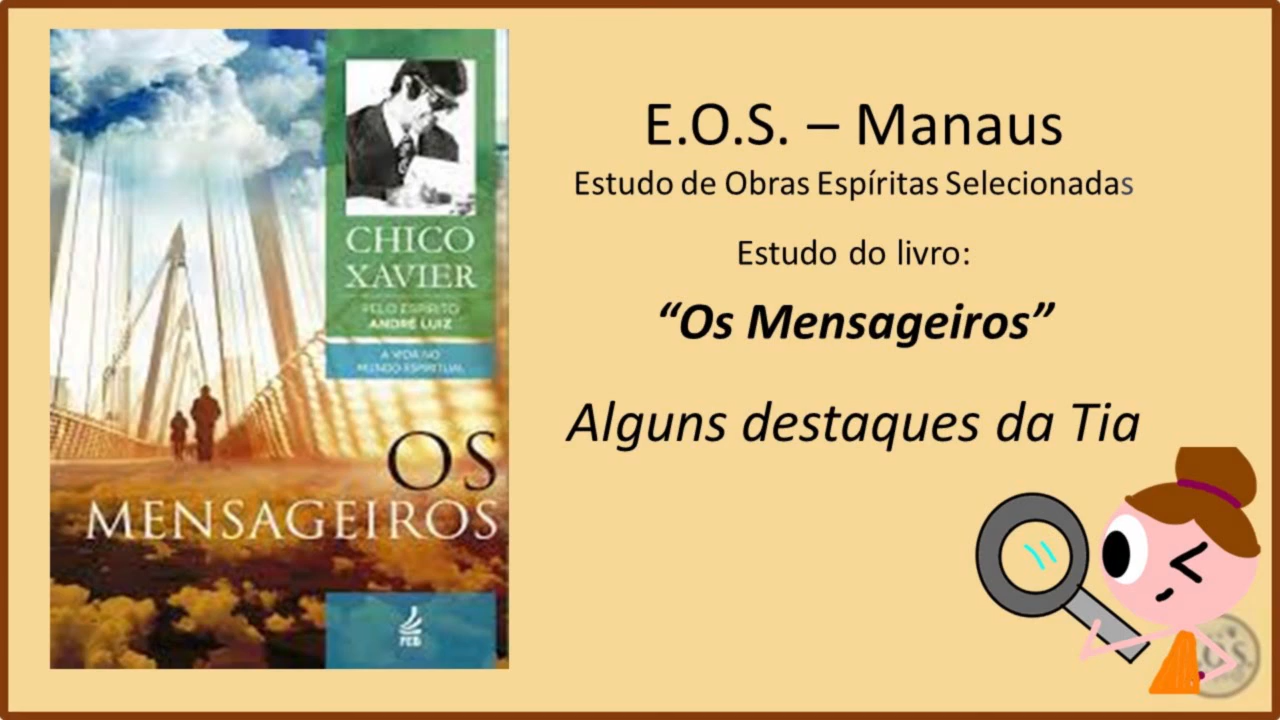 CHICO
XAVIER
PELO ESPÍRITO
ANDRÉ LUIZ
A VIDA NO
MUNDO ESPIRITUAL
OS
MENSAGEIROS
FEB
E.O.S. – Manaus
Estudo de Obras Espíritas Selecionadas
Estudo do livro:
“Os Mensageiros”
Alguns destaques da Tia